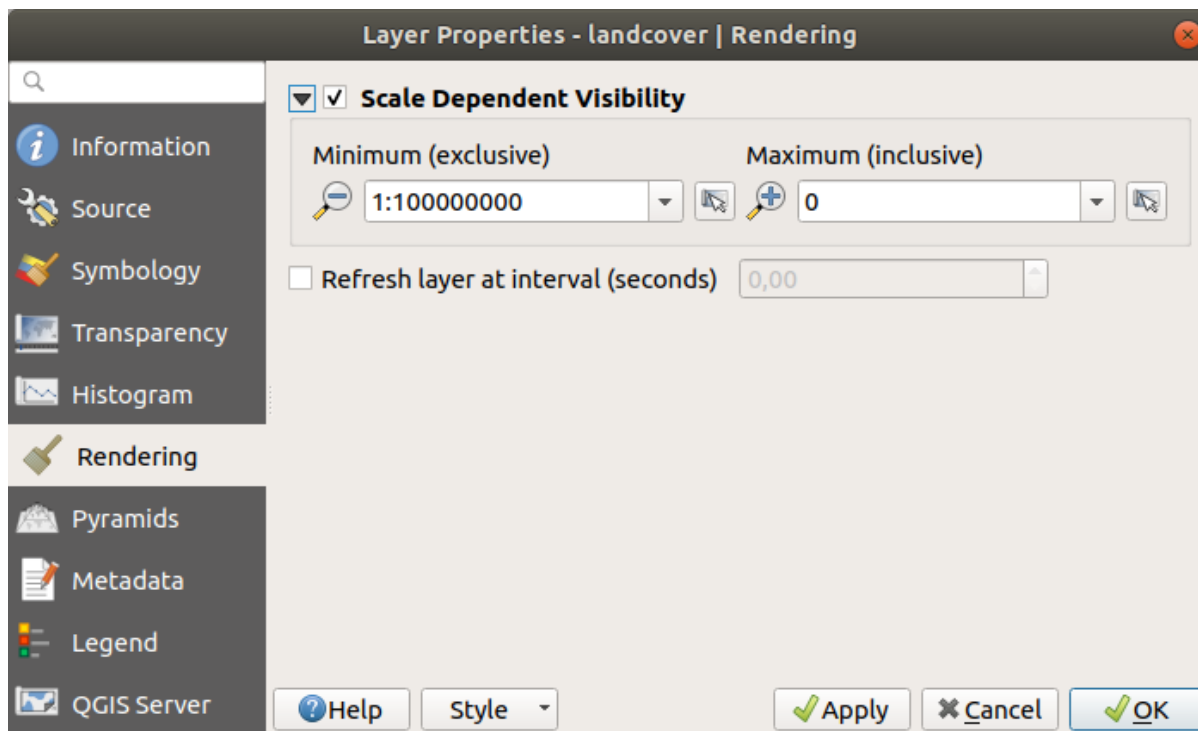 Layer Properties - landcover | Rendering
Information
Source
Symbology
Transparency
Histogram
Rendering
Pyramids
Metadata
Legend
QGIS Server
Scale Dependent Visibility
Minimum (exclusive) Maximum (inclusive)
1:100000000 0
Refresh layer at interval (seconds) 0,00
Help Style Apply Cancel OK